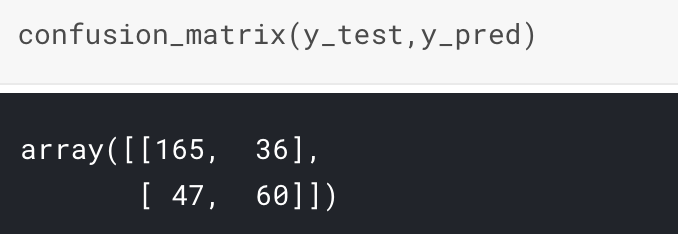 confusion_matrix(y_test,y_pred)
array([[165,  36],
       [ 47,  60]])